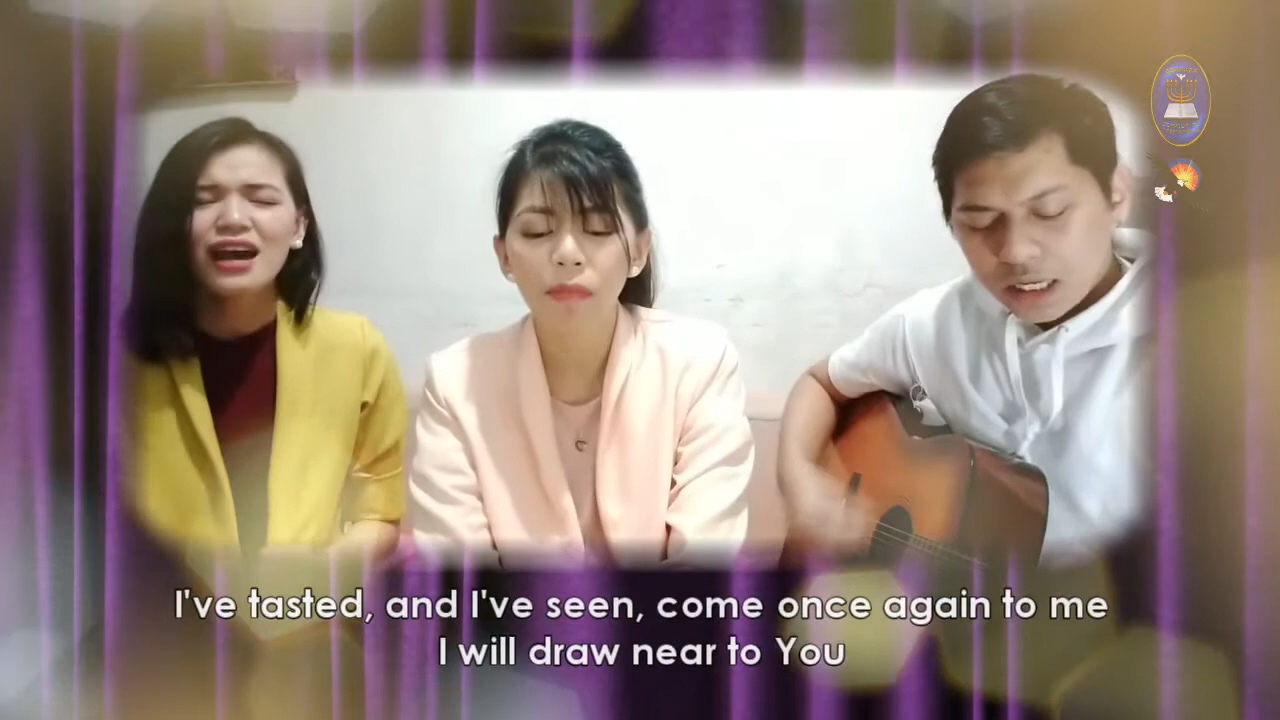 I've tasted, and I've seen, come once again to me
I will draw near to You